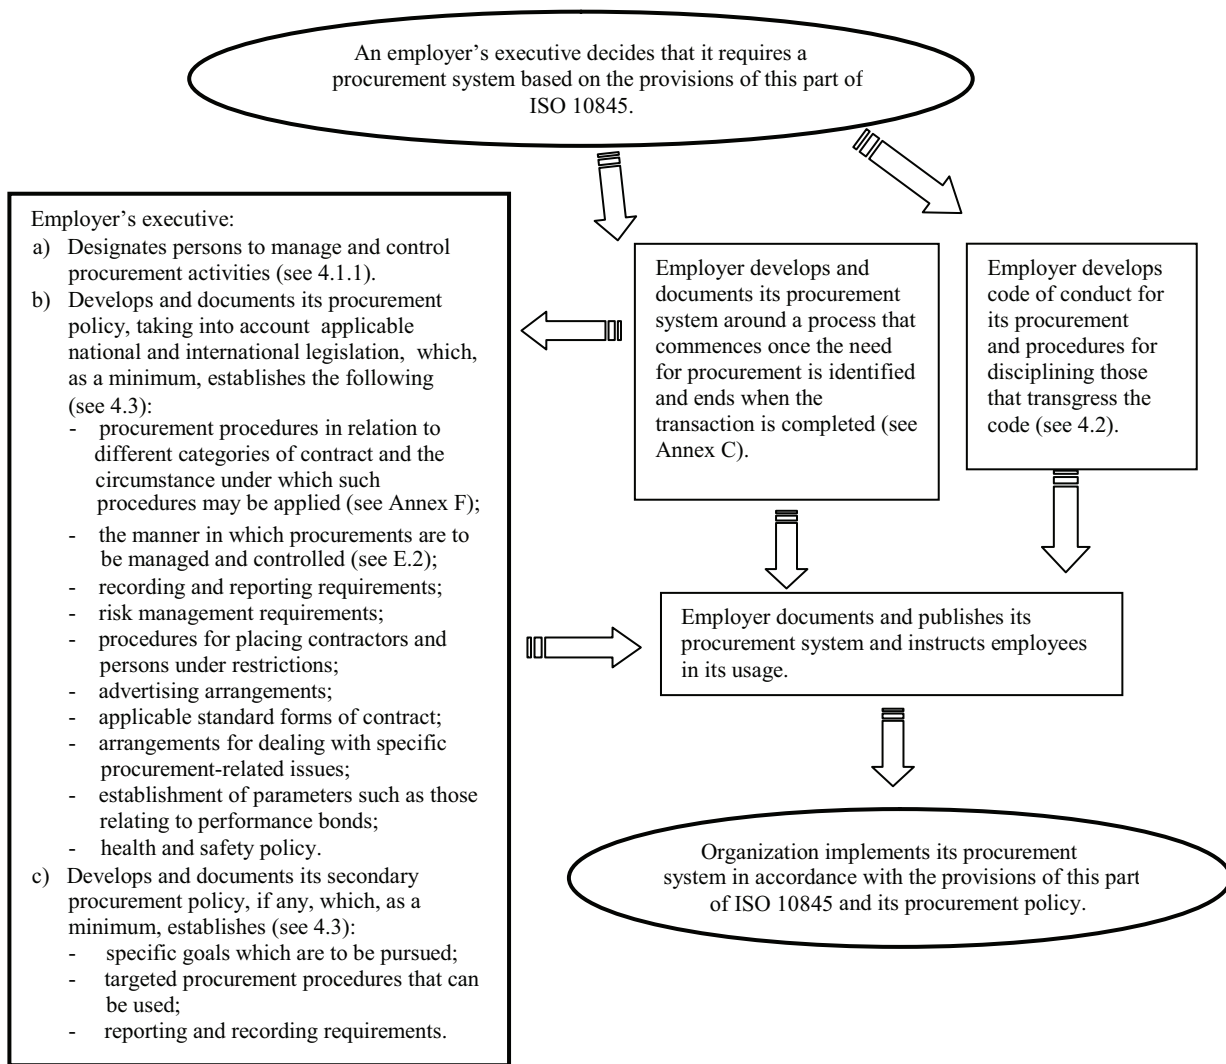 An employer’s executive decides that it requires a
procurement system based on the provisions of this part of
ISO 10845.
Employer’s executive:
a) Designates persons to manage and control
procurement activities (see 4.1.1).
b) Develops and documents its procurement
policy, taking into account applicable
national and international legislation, which,
as a minimum, establishes the following
(see 4.3):
- procurement procedures in relation to
different categories of contract and the
circumstance under which such
procedures may be applied (see Annex F);
- the manner in which procurements are to
be managed and controlled (see E.2);
- recording and reporting requirements;
- risk management requirements;
- procedures for placing contractors and
persons under restrictions;
- advertising arrangements;
- applicable standard forms of contract;
- arrangements for dealing with specific
procurement-related issues;
- establishment of parameters such as those
relating to performance bonds;
- health and safety policy.
c) Develops and documents its secondary
procurement policy, if any, which, as a
minimum, establishes (see 4.3):
- specific goals which are to be pursued;
- targeted procurement procedures that can
be used;
- reporting and recording requirements.
Employer develops and
documents its procurement
system around a process that
commences once the need
for procurement is identified
and ends when the
transaction is completed (see
Annex C).
Employer develops
code of conduct for
its procurement
and procedures for
disciplining those
that transgress the
code (see 4.2).
Employer documents and publishes its
procurement system and instructs employees
in its usage.
Organization implements its procurement
system in accordance with the provisions of this part
of ISO 10845 and its procurement policy.